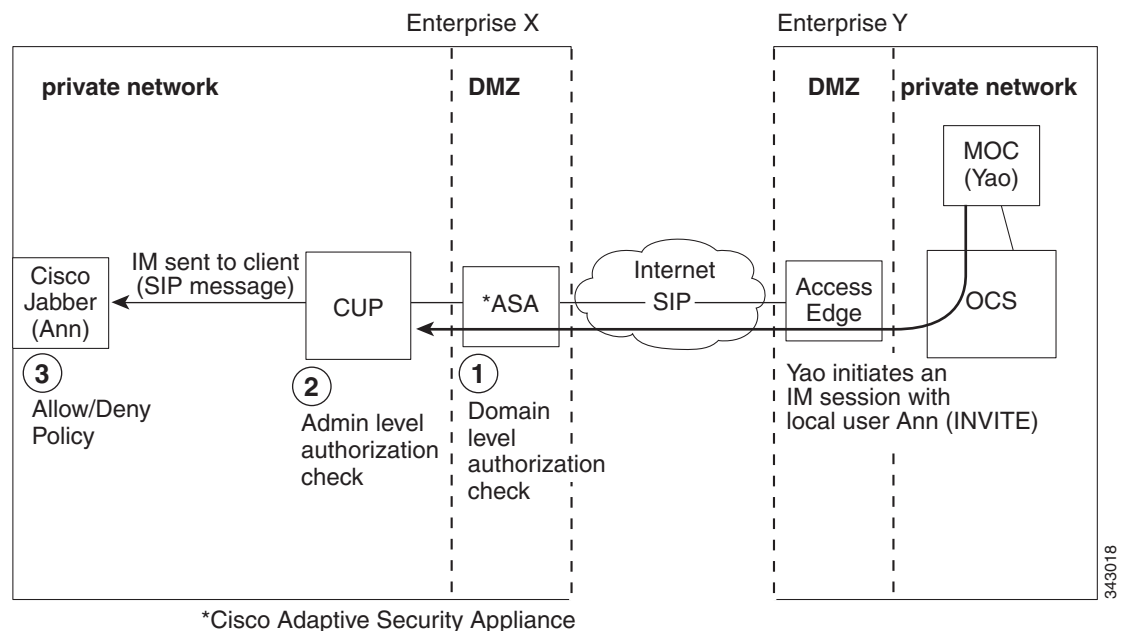 Enterprise X
Enterprise Y
private network
DMZ
DMZ
private network
MOC
(Yao)
Cisco
Jabber
(Ann)
IM sent to client
(SIP message)
CUP
*ASA
Internet
SIP
Access
Edge
OCS
3
Allow/Deny
Policy
2
Admin level
authorization
check
1
Domain
level
authorization
check
Yao initiates an
IM session with
local user Ann (INVITE)
343018
*Cisco Adaptive Security Appliance